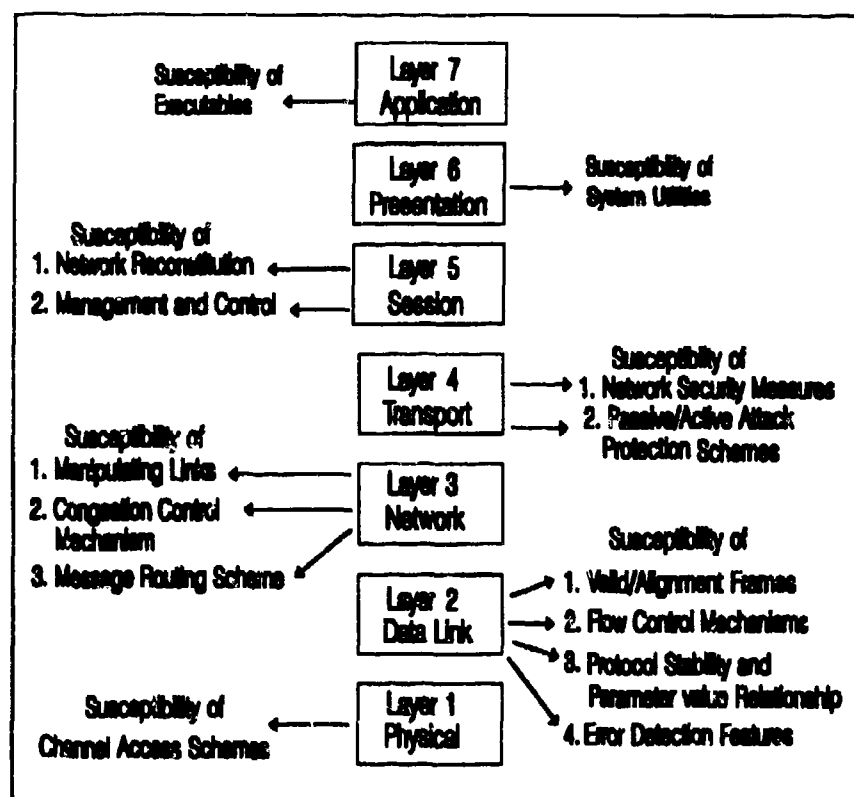 Susceptibility of
Executables
Layer 7
Application
Layer 6
Presentation
Susceptibility of
System Utilities
Susceptibility of
1. Network Reconstitution
2. Management and Control
Layer 5
Session
Layer 4
Transport
Susceptibility of
1. Network Security Measures
2. Passive/Active Attack
Protection Schemes
Susceptibility of
1. Manipulating Links
2. Congestion Control
Mechanism
3. Message Routing Scheme
Layer 3
Network
Layer 2
Data Link
Susceptibility of
1. Valid/Alignment Frames
2. Flow Control Mechanisms
3. Protocol Stability and
Parameter value Relationship
4. Error Detection Features
Susceptibility of
Channel Access Schemes
Layer 1
Physical